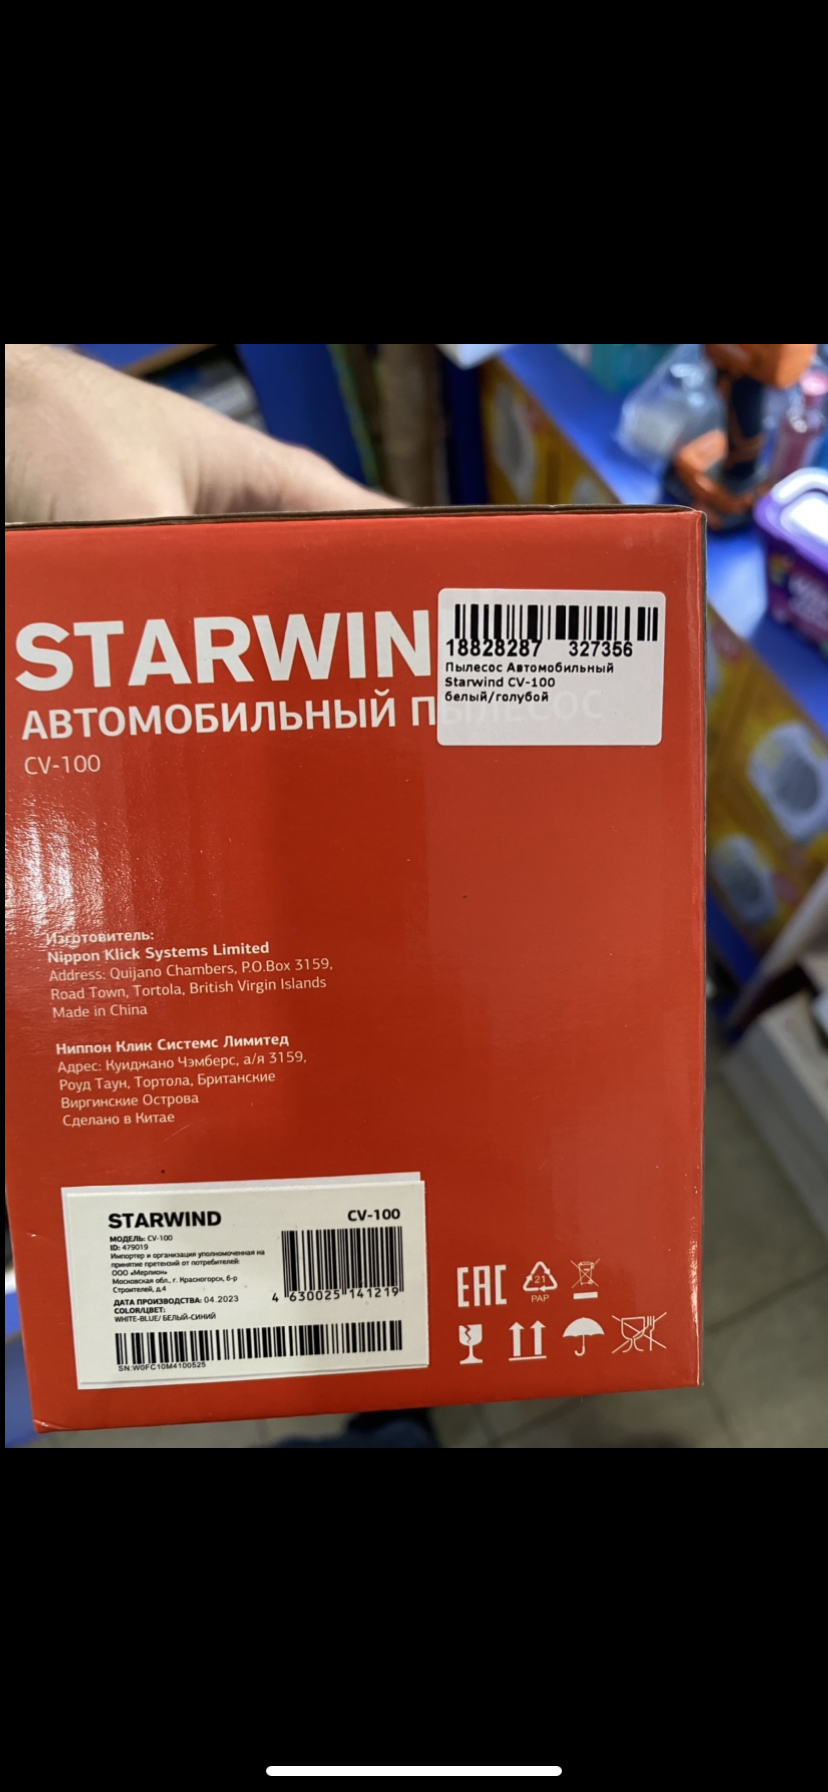 STARWIN
АВТОМОБИЛЬНЫЙ ПЫЛЕСОС
CV-100
18828287 327356
Пылесос Автомобильный
Starwind CV-100
белый/голубой
Изготовитель:
Nippon Klick Systems Limited
Address: Quijano Chambers, P.O.Box 3159,
Road Town, Tortola, British Virgin Islands
Made in China
Ниппон Клик Системс Лимитед
Адрес: Куиджано Чэмберс, а/я 3159,
Роуд Таун, Тортола, Британские
Виргинские Острова
Сделано в Китае
STARWIND CV-100
МОДЕЛЬ: CV-100
ID: 479019
Импортер и организация уполномоченная на
принятие претензий от потребителей:
ООО «Мерлион»
Московская обл., г. Красногорск, б-р
Строителей, д.4
ДАТА ПРОИЗВОДСТВА: 04.2023
COLOR/ЦВЕТ:
WHITE-BLUE/ БЕЛЫЙ-СИНИЙ
4 630025 141219
SN:W0FC10M4100525
EAC
21
PAP